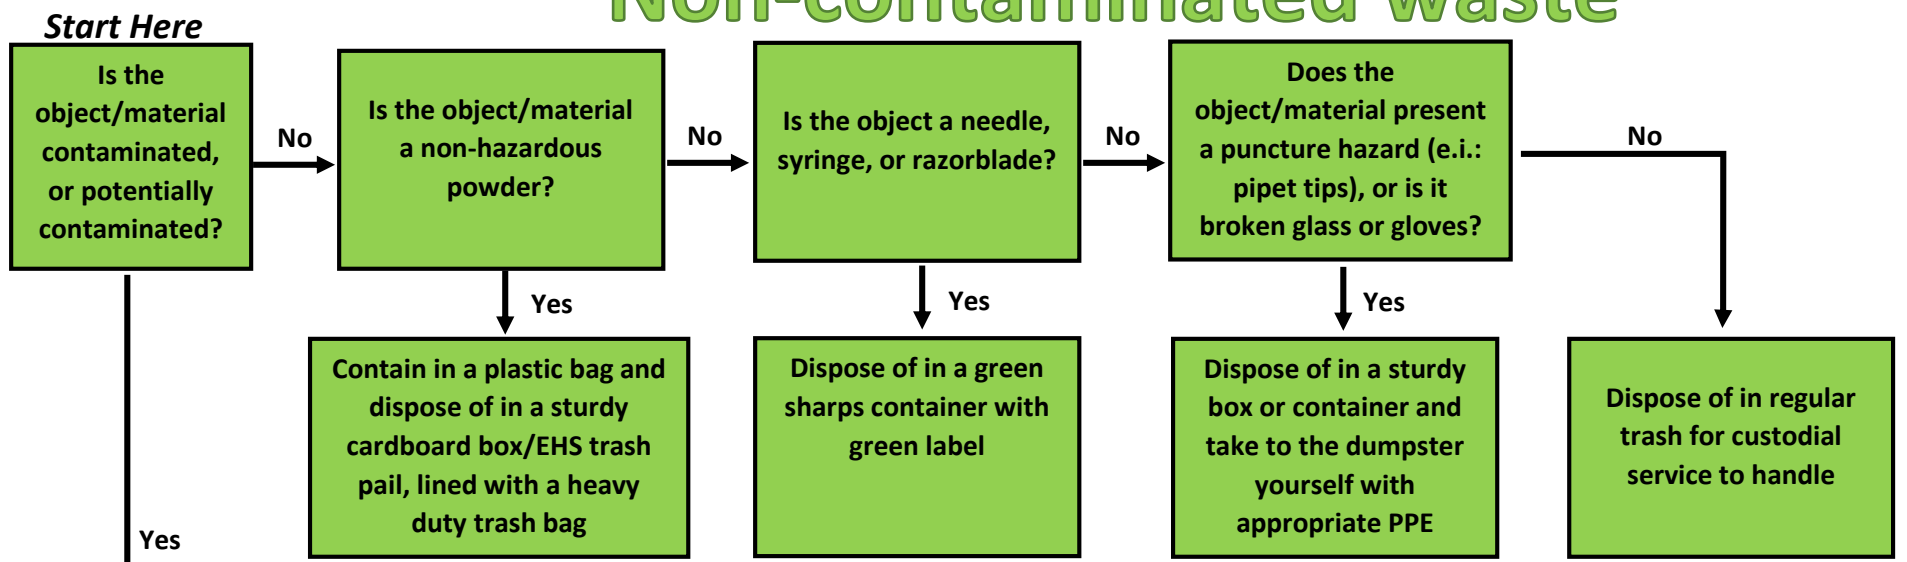 Non-contaminated waste
Start Here
Is the
object/material
contaminated,
or potentially
contaminated?
No
Is the object/material
a non-hazardous
powder?
No
Is the object a needle,
syringe, or razorblade?
No
Does the
object/material present
a puncture hazard (e.i.:
pipet tips), or is it
broken glass or gloves?
No
Yes
Yes
Yes
Yes
Contain in a plastic bag and
dispose of in a sturdy
cardboard box/EHS trash
pail, lined with a heavy
duty trash bag
Dispose of in a green
sharps container with
green label
Dispose of in a sturdy
box or container and
take to the dumpster
yourself with
appropriate PPE
Dispose of in regular
trash for custodial
service to handle